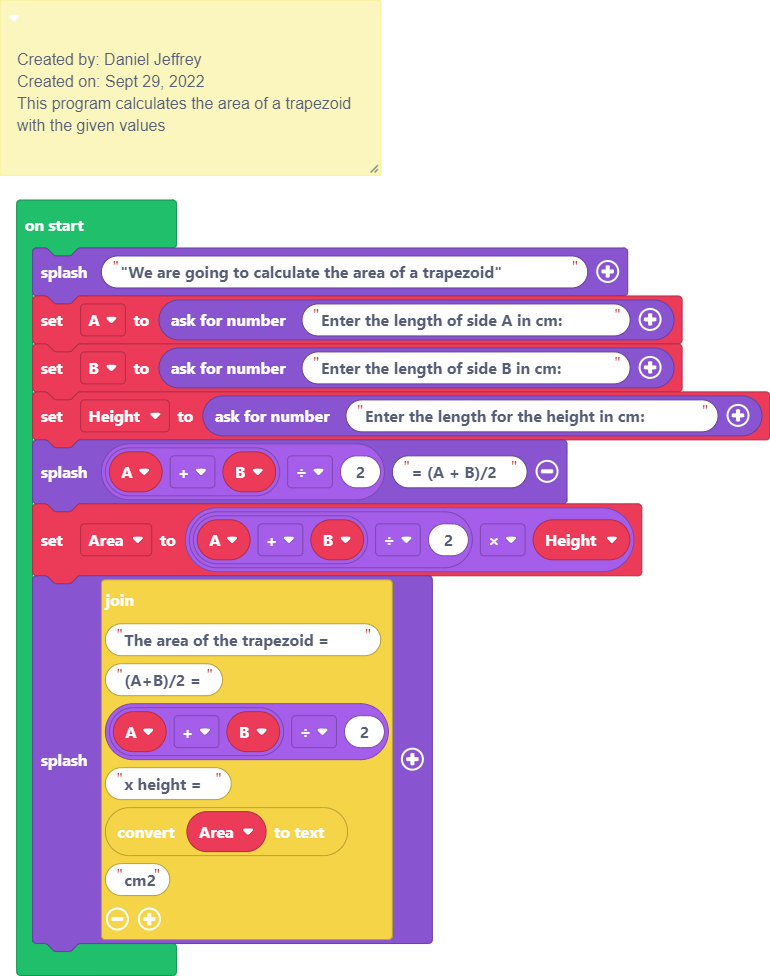 Created by: Daniel Jeffrey
Created on: Sept 29, 2022
This program calculates the area of a trapezoid
with the given values
on start
splash ""We are going to calculate the area of a trapezoid" "
set A to ask for number "Enter the length of side A in cm: "
set B to ask for number "Enter the length of side B in cm: "
set Height to ask for number "Enter the length for the height in cm: "
splash A + B ÷ 2 "= (A + B)/2 "
set Area to A + B ÷ 2 × Height
join
"The area of the trapezoid = "
"(A+B)/2 = "
A + B ÷ 2
splash
"x height = "
convert Area to text
"cm2"